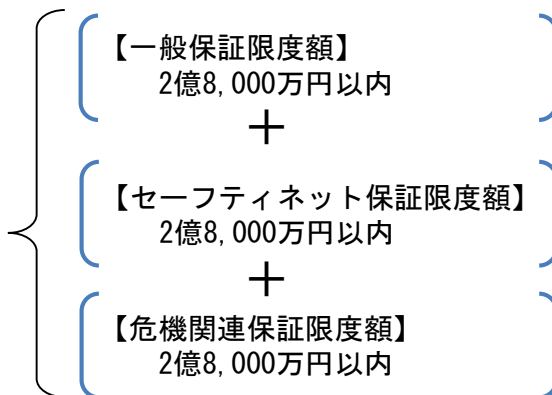 【一般保証限度額】
2億8,000万円以内
＋
【セーフティネット保証限度額】
2億8,000万円以内
＋
【危機関連保証限度額】
2億8,000万円以内